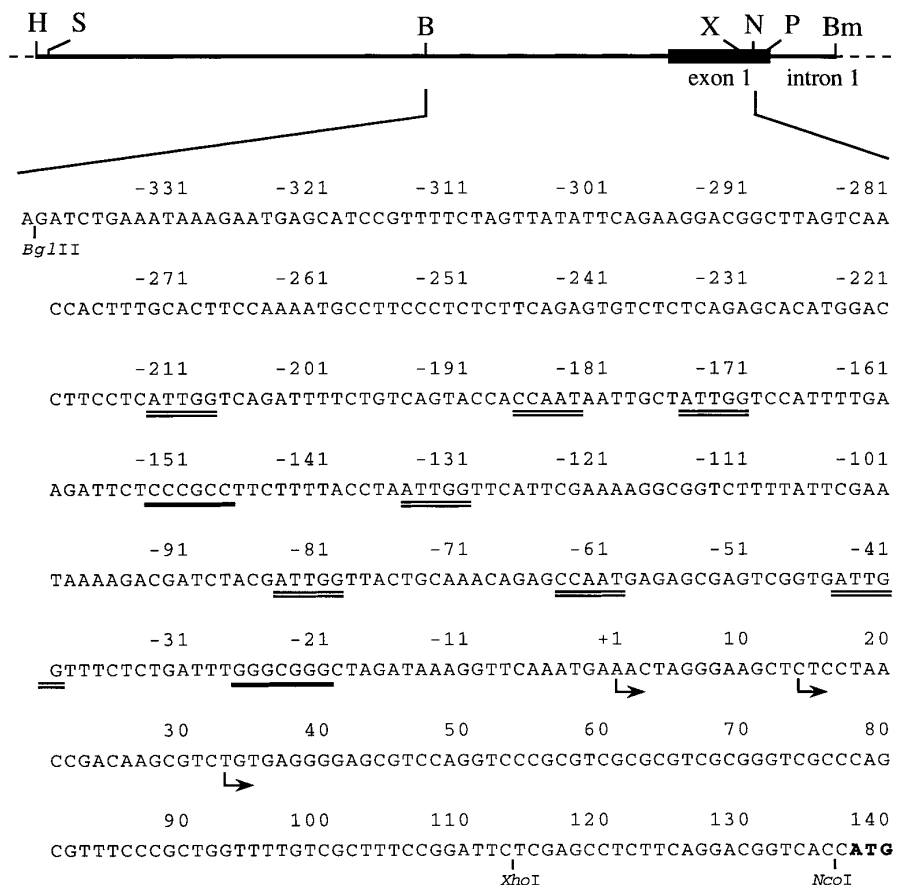 H S B X N P Bm
exon 1 intron 1
-331 -321 -311 -301 -291 -281
AGATCTGAAATAAAGAATGAGCATCCGTTTTCTAGTTATATTCAGAAGGACGGCTTAGTCAA
BglII
-271 -261 -251 -241 -231 -221
CCACTTTGCACTTCCAAAATGCCTTCCCTCTCTTCAGAGTGTCTCTCAGAGCACATGGAC
-211 -201 -191 -181 -171 -161
CTTCCTCATTGGTCAGATTTTCTGTCAGTACCACCAATAATTGCTATTGGTCCATTTTGA
-151 -141 -131 -121 -111 -101
AGATTCTCCCGCCTTCTTTTACCTAATTGGTTCATTCGAAAAGGCGGTCTTTTATTCGAA
-91 -81 -71 -61 -51 -41
TAAAAGACGATCTACGATTGGTTACTGCAAACAGAGCCAATGAGAGCGAGTCGGTGATTG
-31 -21 -11 +1 10 20
GTTTCTCTGATTTGGGCGGGCTAGATAAAGGTTCAAATGAAACTAGGGAAGCTCTCCTAA
30 40 50 60 70 80
CCGACAAGCGTCTGTGAGGGGAGCGTCCAGGTCCCGCGTCGCGCGTCGCGGGTCGCCCAG
90 100 110 120 130 140
CGTTTCCCGCTGGTTTTGTCGCTTTCCGGATTCTCGAGCCTCTTCAGGACGGTCACCATG
XhoI NcoI